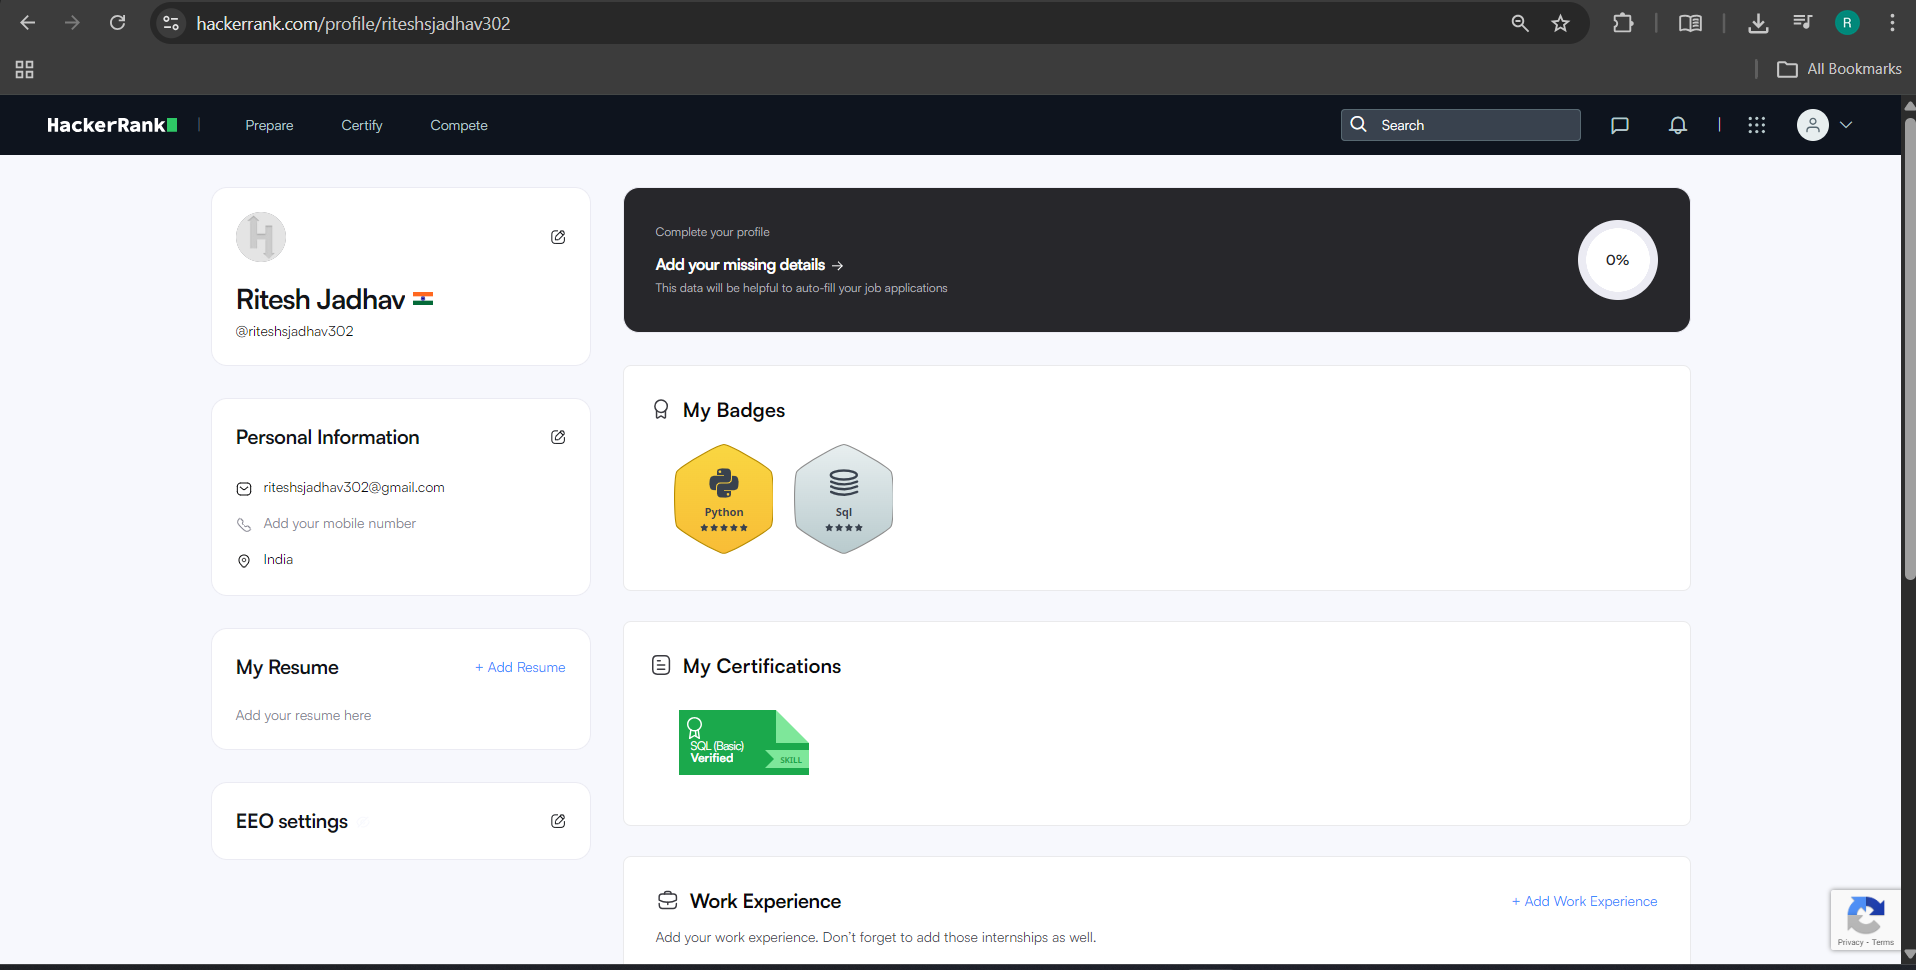 hackerrank.com/profile/riteshsjadhav302
R
All Bookmarks
HackerRank
Prepare
Certify
Compete
Search
Ritesh Jadhav
@riteshsjadhav302
Personal Information
riteshsjadhav302@gmail.com
Add your mobile number
India
My Resume
+ Add Resume
Add your resume here
EEO settings
Complete your profile
Add your missing details →
This data will be helpful to auto-fill your job applications
0%
My Badges
Python
Sql
My Certifications
SQL (Basic)
Verified
SKILL
Work Experience
+ Add Work Experience
Add your work experience. Don't forget to add those internships as well.
Privacy - Terms